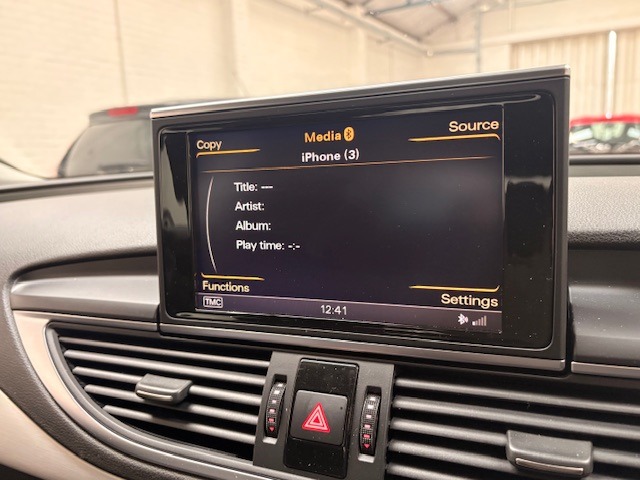 Copy
Media
Source
iPhone (3)
Title: ---
Artist:
Album:
Play time: -:-
Functions
Settings
TMC
12:41